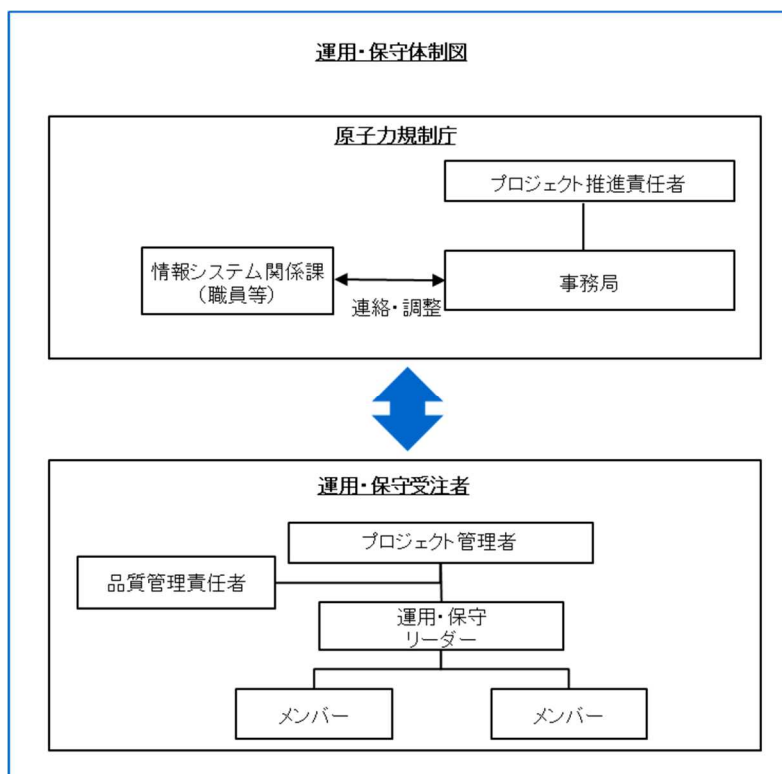 運用・保守体制図
原子力規制庁
プロジェクト推進責任者
情報システム関係課
（職員等）
連絡・調整
事務局
運用・保守受注者
プロジェクト管理者
品質管理責任者
運用・保守
リーダー
メンバー
メンバー